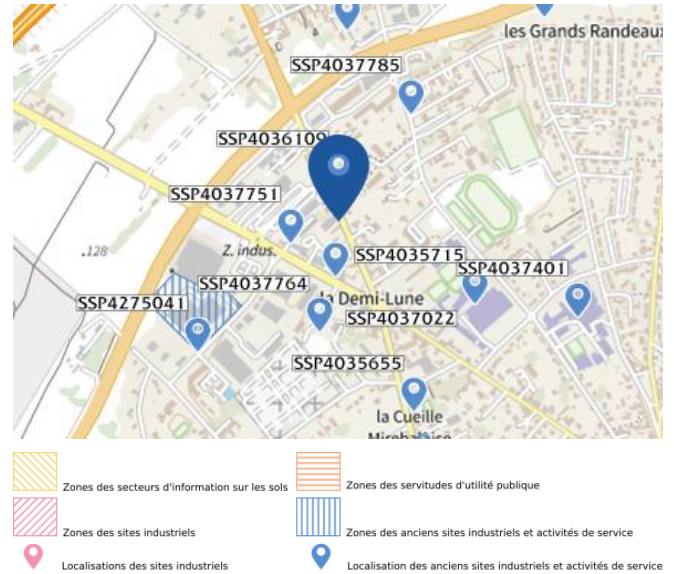 les Grands Randeaux
SSP4037785
SSP4036109
SSP4037751
.128
Z. indus.
SSP4035715
SSP4037401
SSP4037764
SSP4275041
la Demi-Lune
SSP4037022
SSP4035655
la Cueille
Mirebalaise
Zones des secteurs d'information sur les sols
Zones des servitudes d'utilité publique
Zones des sites industriels
Zones des anciens sites industriels et activités de service
Localisations des sites industriels
Localisation des anciens sites industriels et activités de service